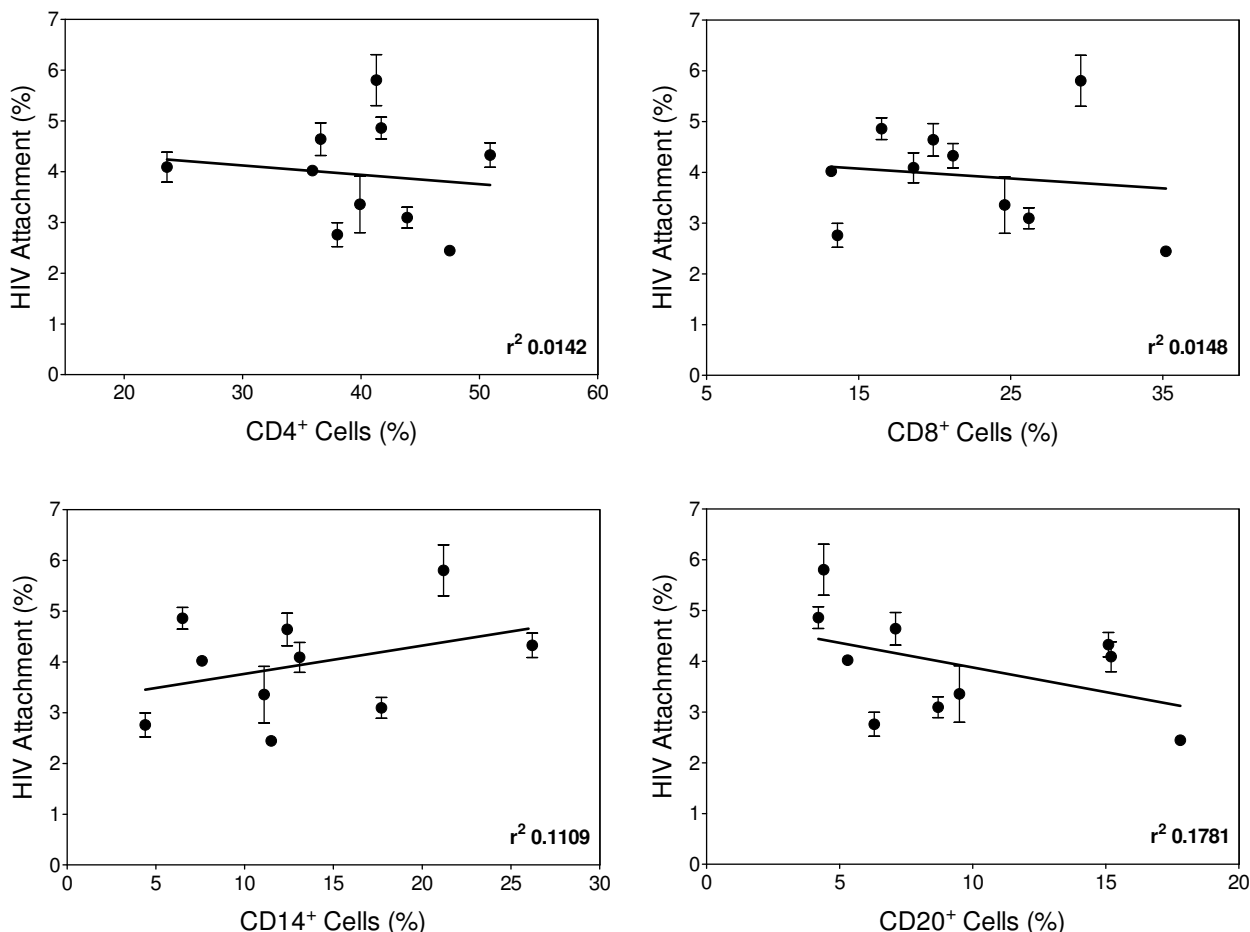 7
6
5
4
3
2
1
0
HIV Attachment (%)
r² 0.0142
20 30 40 50 60
CD4⁺ Cells (%)
7
6
5
4
3
2
1
0
HIV Attachment (%)
r² 0.0148
5 15 25 35
CD8⁺ Cells (%)
7
6
5
4
3
2
1
0
HIV Attachment (%)
r² 0.1109
0 5 10 15 20 25 30
CD14⁺ Cells (%)
7
6
5
4
3
2
1
0
HIV Attachment (%)
r² 0.1781
0 5 10 15 20
CD20⁺ Cells (%)